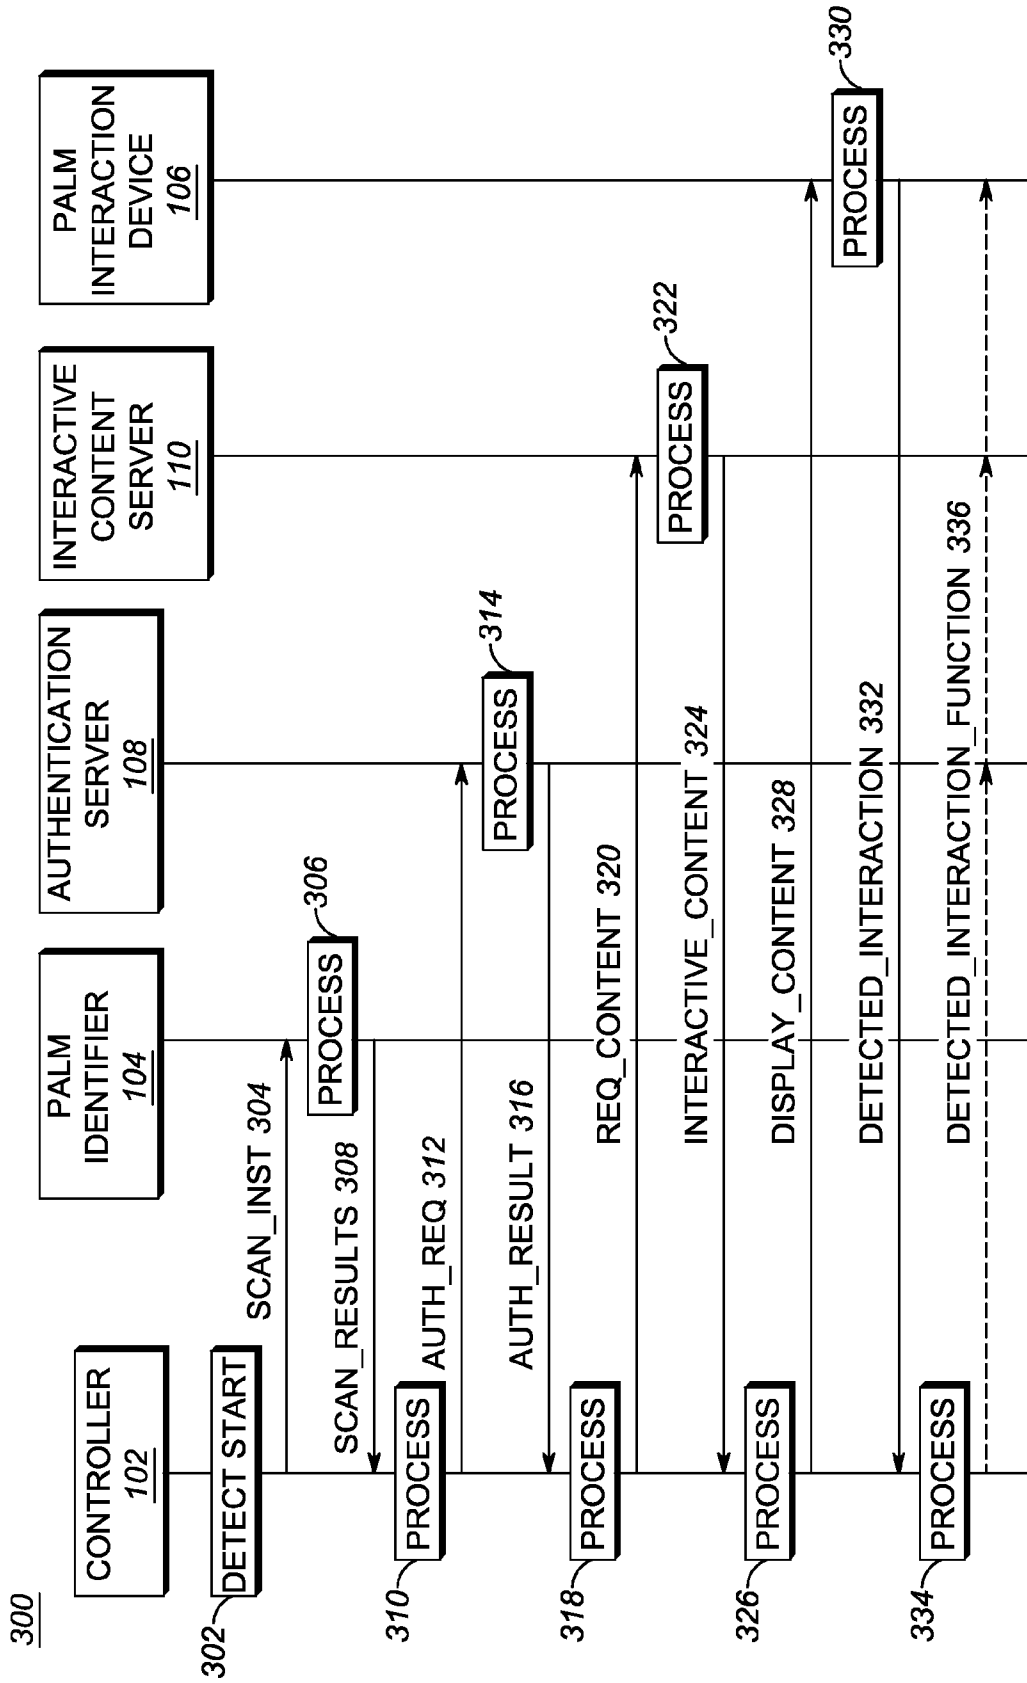 300
CONTROLLER
102
PALM
IDENTIFIER
104
AUTHENTICATION
SERVER
108
INTERACTIVE
CONTENT
SERVER
110
PALM
INTERACTION
DEVICE
106
302
DETECT START
SCAN_INST 304
PROCESS
306
SCAN_RESULTS 308
310
PROCESS
AUTH_REQ 312
PROCESS
314
AUTH_RESULT 316
318
PROCESS
REQ_CONTENT 320
PROCESS
322
INTERACTIVE_CONTENT 324
326
PROCESS
DISPLAY_CONTENT 328
PROCESS
330
DETECTED_INTERACTION 332
334
PROCESS
DETECTED_INTERACTION_FUNCTION 336